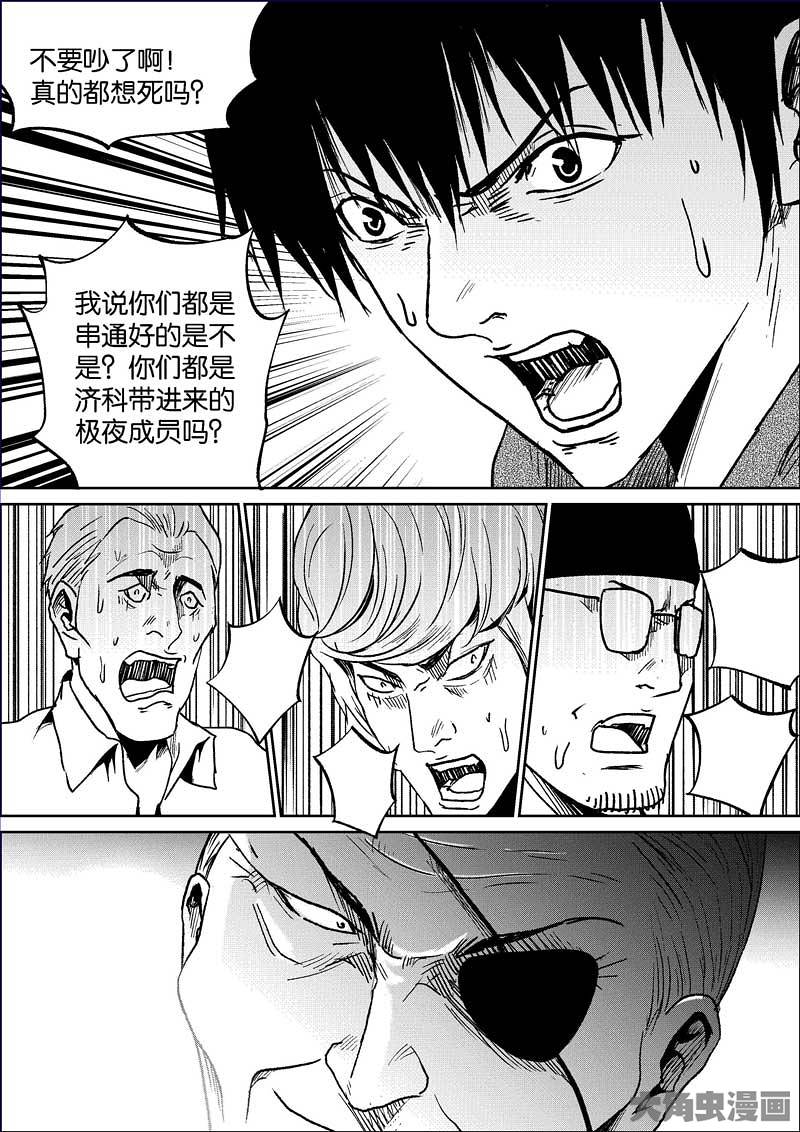 不要吵了啊！
真的都想死吗？
我说你们都是
串通好的是不
是？你们都是
济科带进来的
极夜成员吗？
大角虫漫画